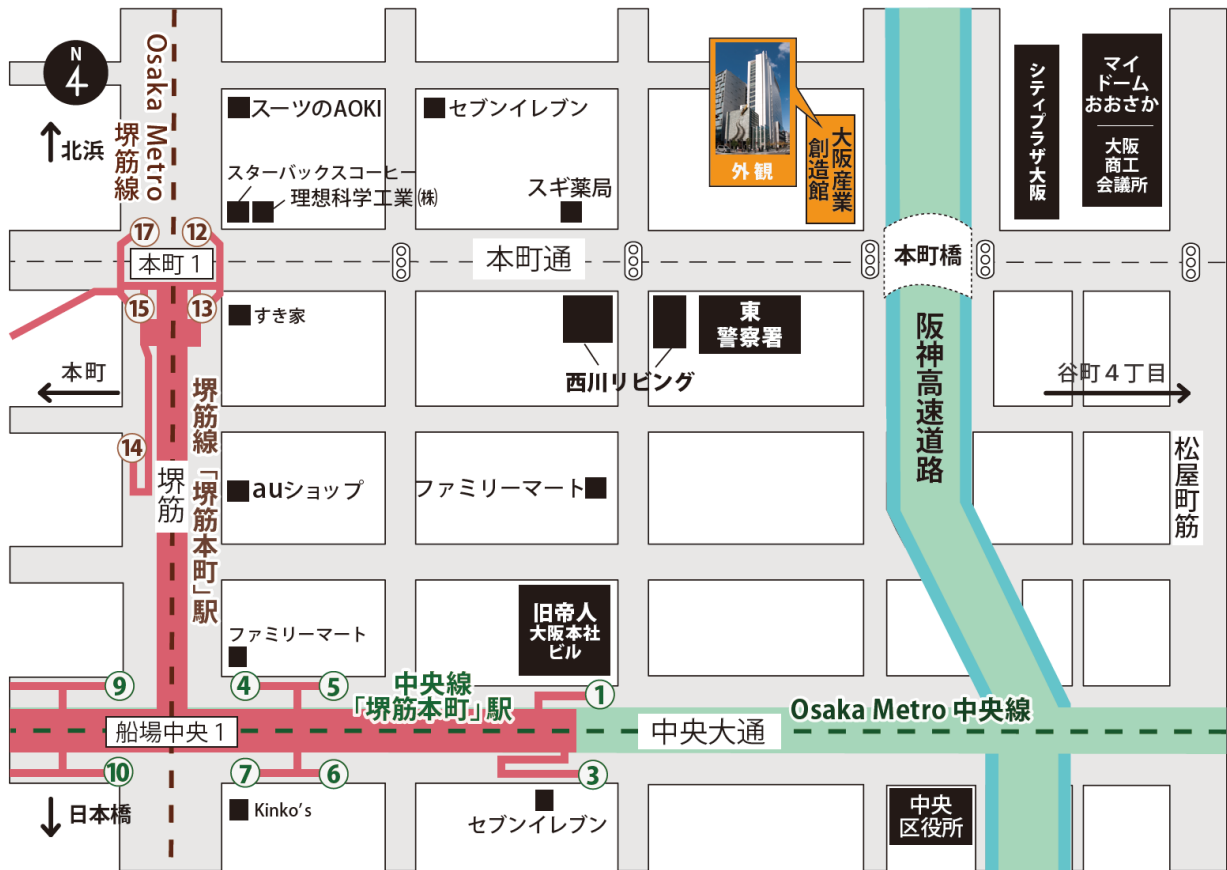 N
4
↑北浜
Osaka Metro
堺筋線
スーツのAOKI
セブンイレブン
スターバックスコーヒー
理想科学工業㈱
スギ薬局
外観
大阪産業
創造館
シティプラザ大阪
マイ
ドーム
おおさか
大阪
商工
会議所
17
12
本町1
15
13
本町通
本町橋
すき家
西川リビング
東
警察署
阪神高速道路
← 本町
谷町4丁目 →
松屋町筋
14
堺筋
堺筋線「堺筋本町」駅
auショップ
ファミリーマート
ファミリーマート
旧帝人
大阪本社
ビル
9
4
5
中央線
「堺筋本町」駅
1
Osaka Metro 中央線
船場中央1
中央大通
10
7
6
3
↓日本橋
Kinko's
セブンイレブン
中央
区役所